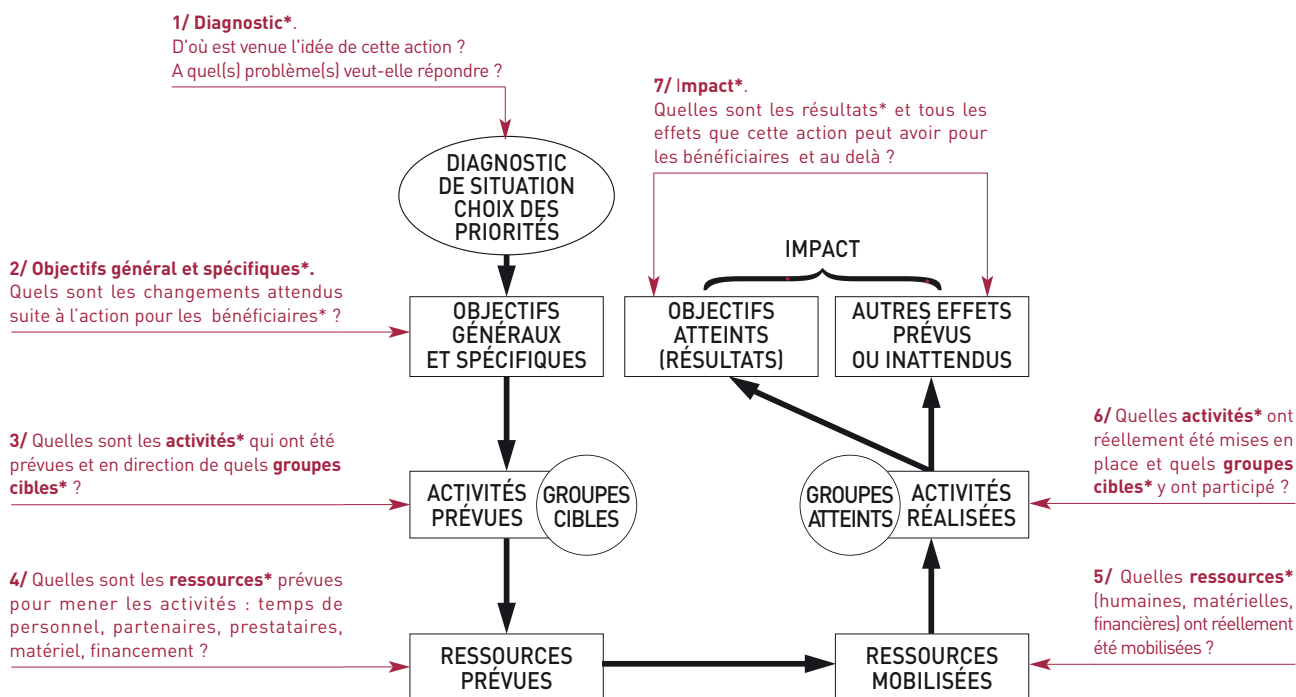 1/ Diagnostic*.
D'où est venue l'idée de cette action ?
A quel(s) problème(s) veut-elle répondre ?
7/ Impact*.
Quelles sont les résultats* et tous les
effets que cette action peut avoir pour
les bénéficiaires et au delà ?
DIAGNOSTIC
DE SITUATION
CHOIX DES
PRIORITÉS
IMPACT
2/ Objectifs général et spécifiques*.
Quels sont les changements attendus
suite à l'action pour les bénéficiaires* ?
OBJECTIFS
GÉNÉRAUX
ET SPÉCIFIQUES
OBJECTIFS
ATTEINTS
(RÉSULTATS)
AUTRES EFFETS
PRÉVUS
OU INATTENDUS
3/ Quelles sont les activités* qui ont été
prévues et en direction de quels groupes
cibles* ?
ACTIVITÉS
PRÉVUES
GROUPES
CIBLES
GROUPES
ATTEINTS
ACTIVITÉS
RÉALISÉES
6/ Quelles activités* ont
réellement été mises en
place et quels groupes
cibles* y ont participé ?
4/ Quelles sont les ressources* prévues
pour mener les activités : temps de
personnel, partenaires, prestataires,
matériel, financement ?
RESSOURCES
PRÉVUES
RESSOURCES
MOBILISÉES
5/ Quelles ressources*
(humaines, matérielles,
financières) ont réellement
été mobilisées ?